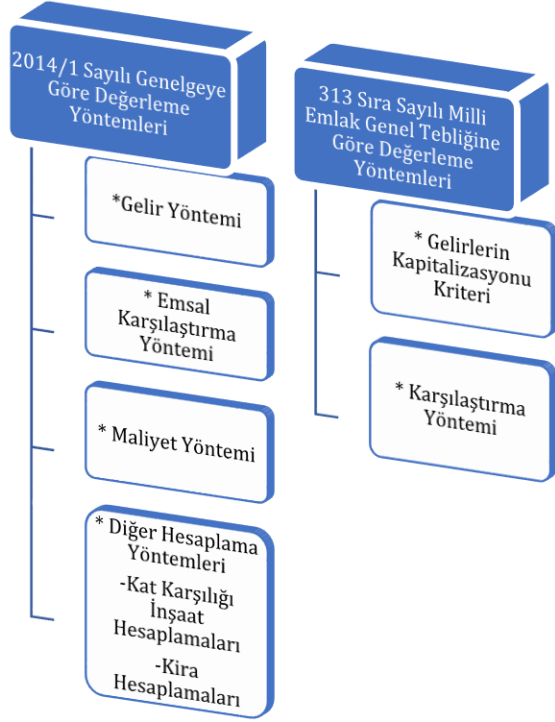 2014/1 Sayılı Genelgeye
Göre Değerleme
Yöntemleri
*Gelir Yöntemi
* Emsal
Karşılaştırma
Yöntemi
* Maliyet Yöntemi
* Diğer Hesaplama
Yöntemleri
-Kat Karşılığı
İnşaat
Hesaplamaları
-Kira
Hesaplamaları
313 Sıra Sayılı Milli
Emlak Genel Tebliğine
Göre Değerleme
Yöntemleri
* Gelirlerin
Kapitalizasyonu
Kriteri
* Karşılaştırma
Yöntemi